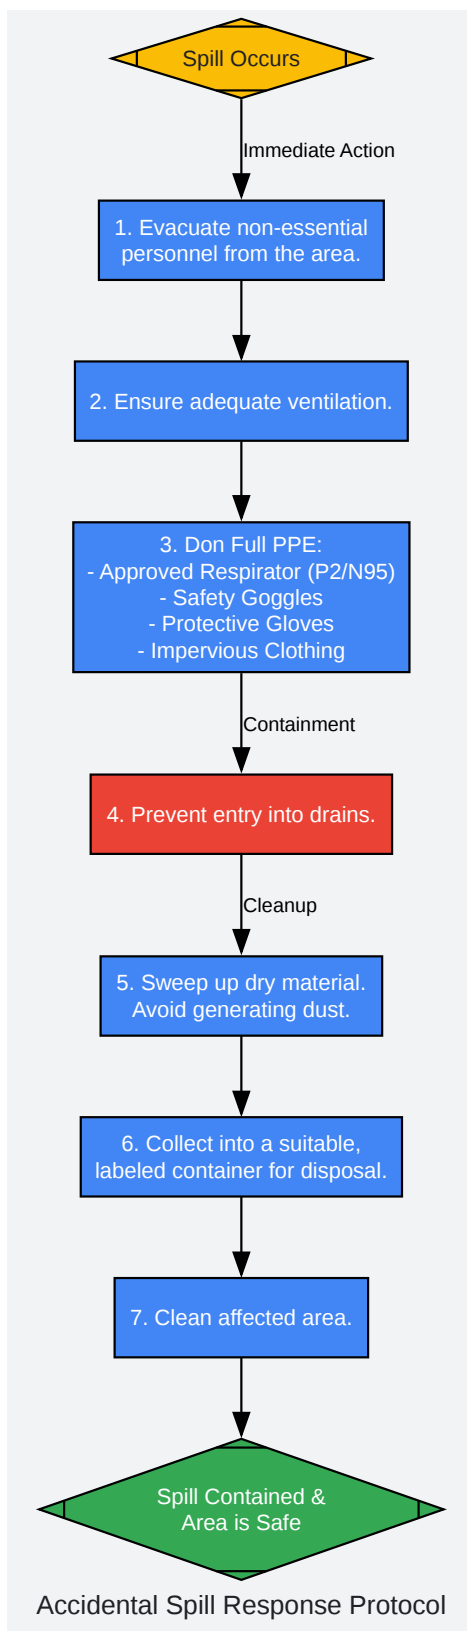 Spill Occurs
Immediate Action
1. Evacuate non-essential
personnel from the area.
2. Ensure adequate ventilation.
3. Don Full PPE:
- Approved Respirator (P2/N95)
- Safety Goggles
- Protective Gloves
- Impervious Clothing
Containment
4. Prevent entry into drains.
Cleanup
5. Sweep up dry material.
Avoid generating dust.
6. Collect into a suitable,
labeled container for disposal.
7. Clean affected area.
Spill Contained &
Area is Safe
Accidental Spill Response Protocol